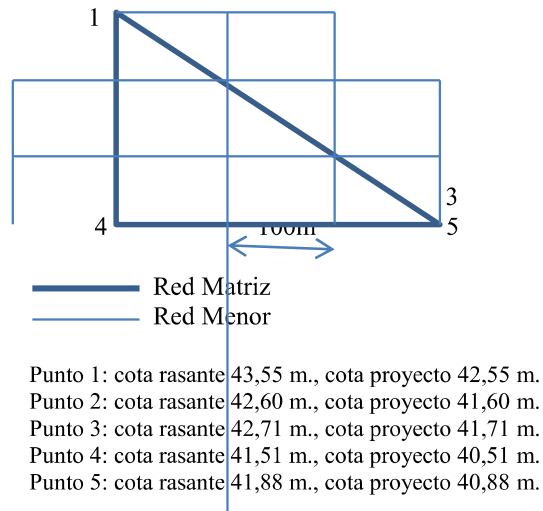 1
3
4
5
100m
Red Matriz
Red Menor
Punto 1: cota rasante 43,55 m., cota proyecto 42,55 m.
Punto 2: cota rasante 42,60 m., cota proyecto 41,60 m.
Punto 3: cota rasante 42,71 m., cota proyecto 41,71 m.
Punto 4: cota rasante 41,51 m., cota proyecto 40,51 m.
Punto 5: cota rasante 41,88 m., cota proyecto 40,88 m.